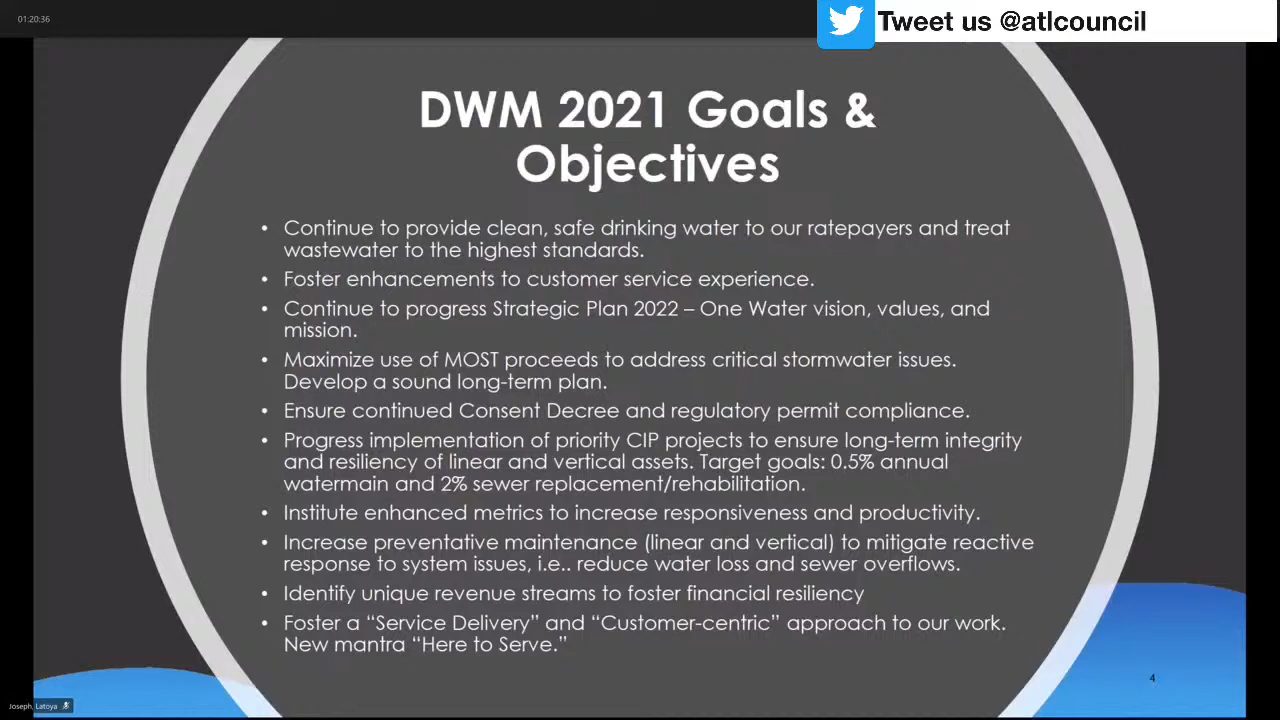 01:20:36
Tweet us @atlcouncil
DWM 2021 Goals &
Objectives
• Continue to provide clean, safe drinking water to our ratepayers and treat
wastewater to the highest standards.
• Foster enhancements to customer service experience.
• Continue to progress Strategic Plan 2022 – One Water vision, values, and
mission.
• Maximize use of MOST proceeds to address critical stormwater issues.
Develop a sound long-term plan.
• Ensure continued Consent Decree and regulatory permit compliance.
• Progress implementation of priority CIP projects to ensure long-term integrity
and resiliency of linear and vertical assets. Target goals: 0.5% annual
watermain and 2% sewer replacement/rehabilitation.
• Institute enhanced metrics to increase responsiveness and productivity.
• Increase preventative maintenance (linear and vertical) to mitigate reactive
response to system issues, i.e.. reduce water loss and sewer overflows.
• Identify unique revenue streams to foster financial resiliency
• Foster a “Service Delivery” and “Customer-centric” approach to our work.
New mantra “Here to Serve.”
4
Joseph, Latoya